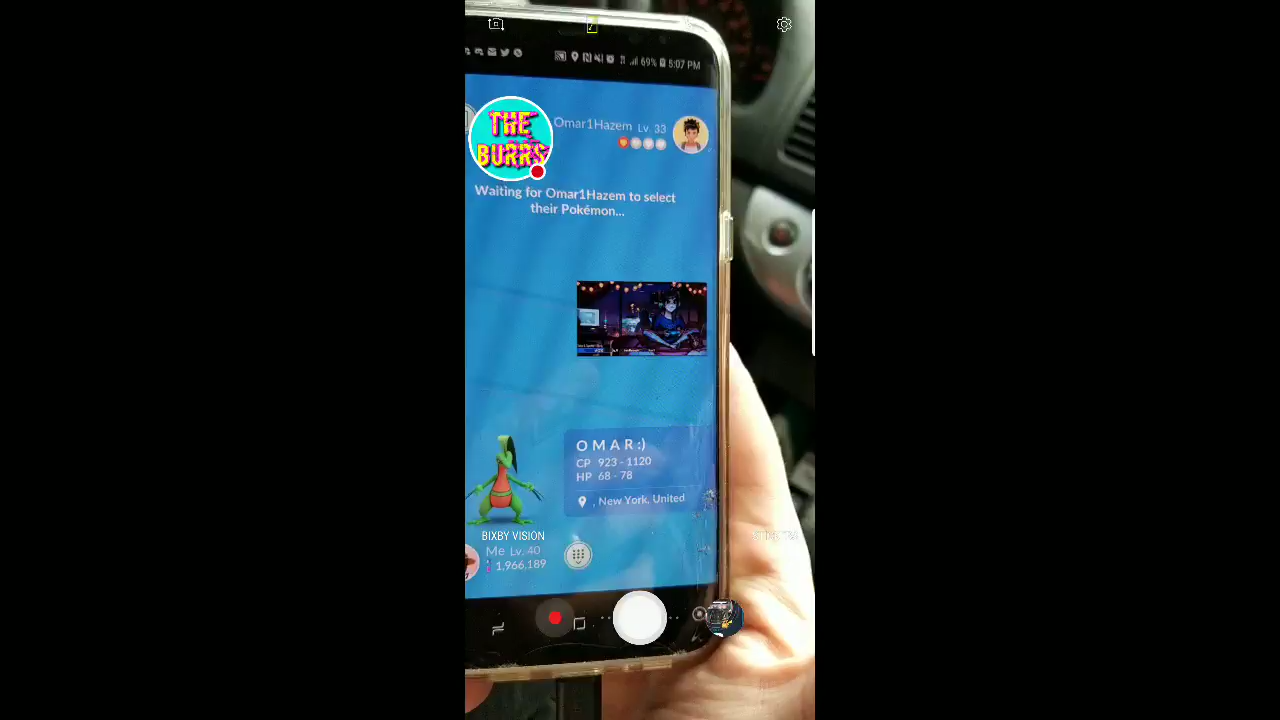 69% 5:07 PM
THE
BURRS
Omar1Hazem Lv 33
Waiting for Omar1Hazem to select
their Pokémon...
O M A R :)
CP 923 - 1120
HP 68 - 78
, New York, United
BIXBY VISION
Me Lv. 40
1,966,189